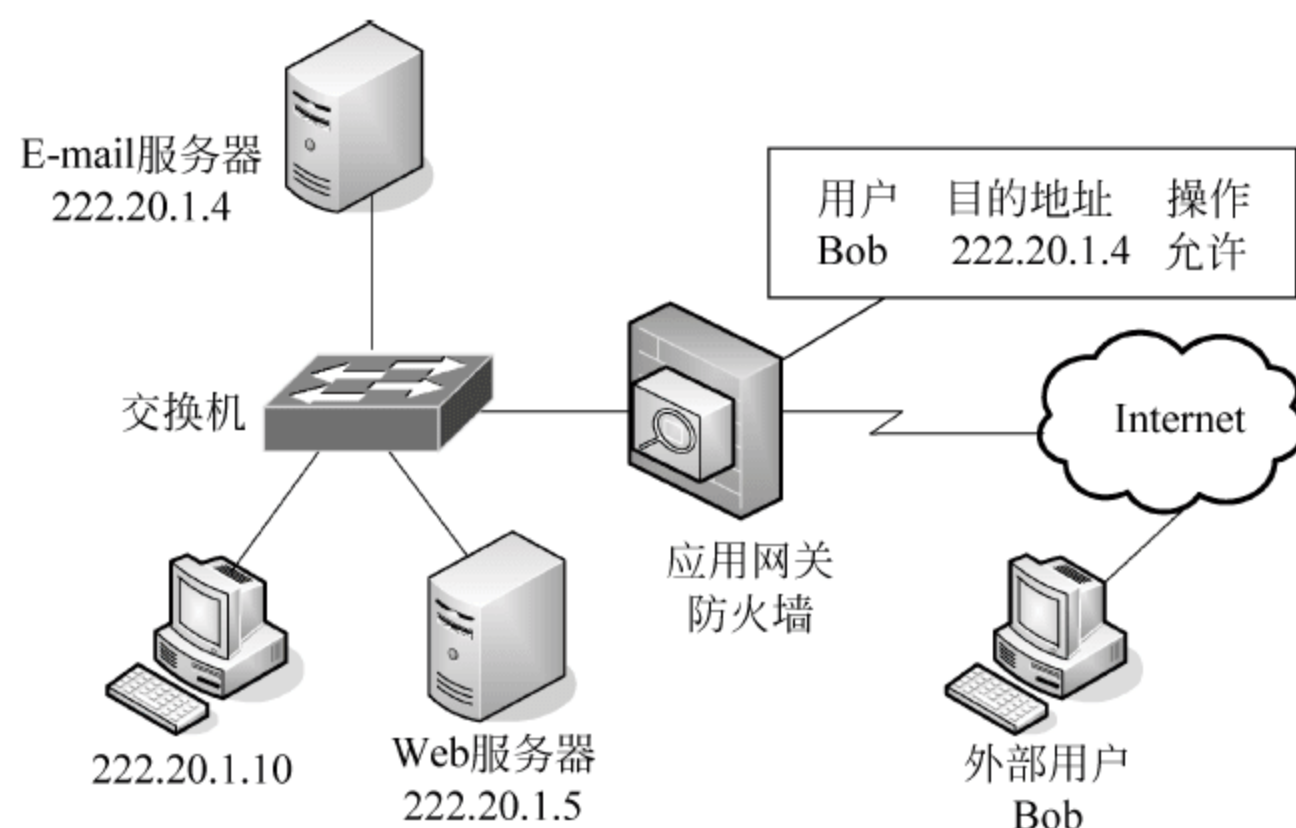 E-mail服务器
222.20.1.4
用户 目的地址 操作
Bob 222.20.1.4 允许
交换机
Internet
应用网关
防火墙
222.20.1.10
Web服务器
222.20.1.5
外部用户
Bob